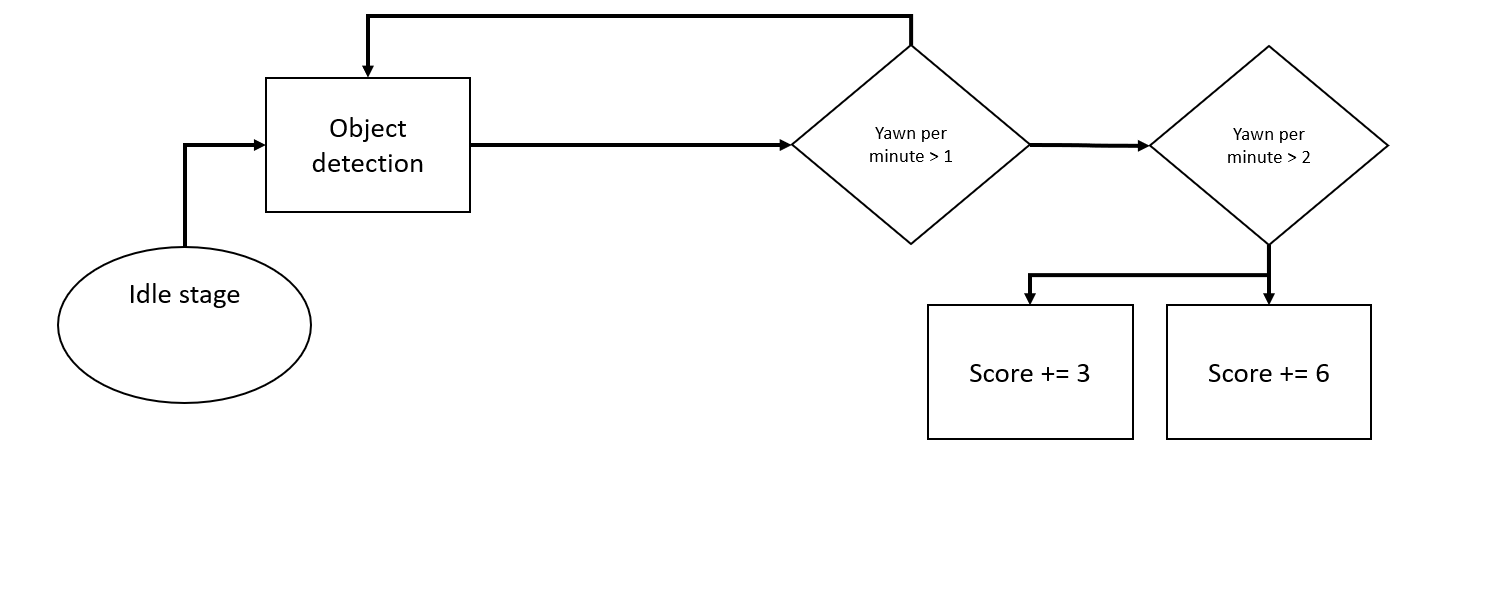 Object
detection
Yawn per
minute > 1
Yawn per
minute > 2
Idle stage
Score += 3
Score += 6